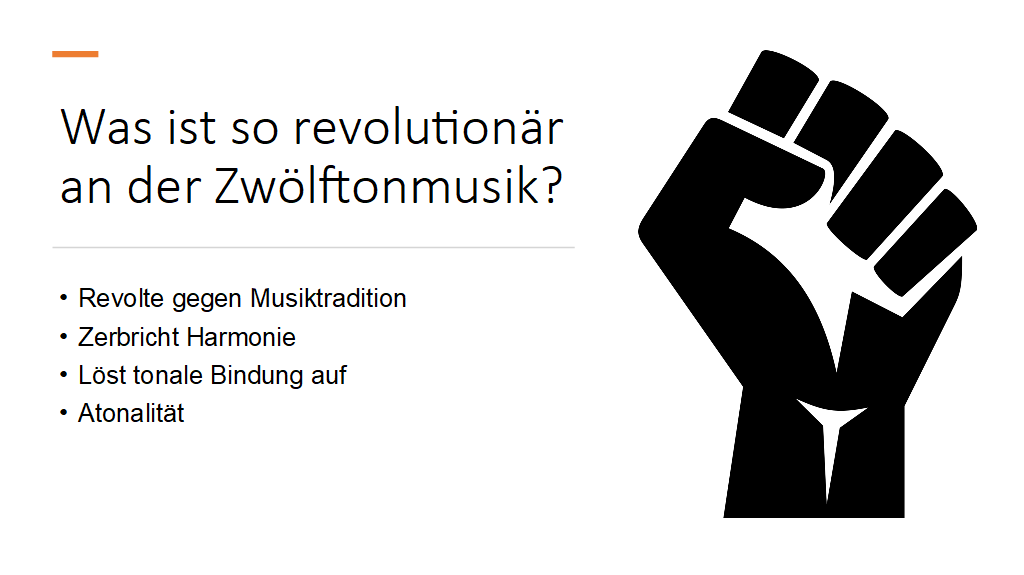 Was ist so revolutionär
an der Zwölftonmusik?
• Revolte gegen Musiktradition
• Zerbricht Harmonie
• Löst tonale Bindung auf
• Atonalität